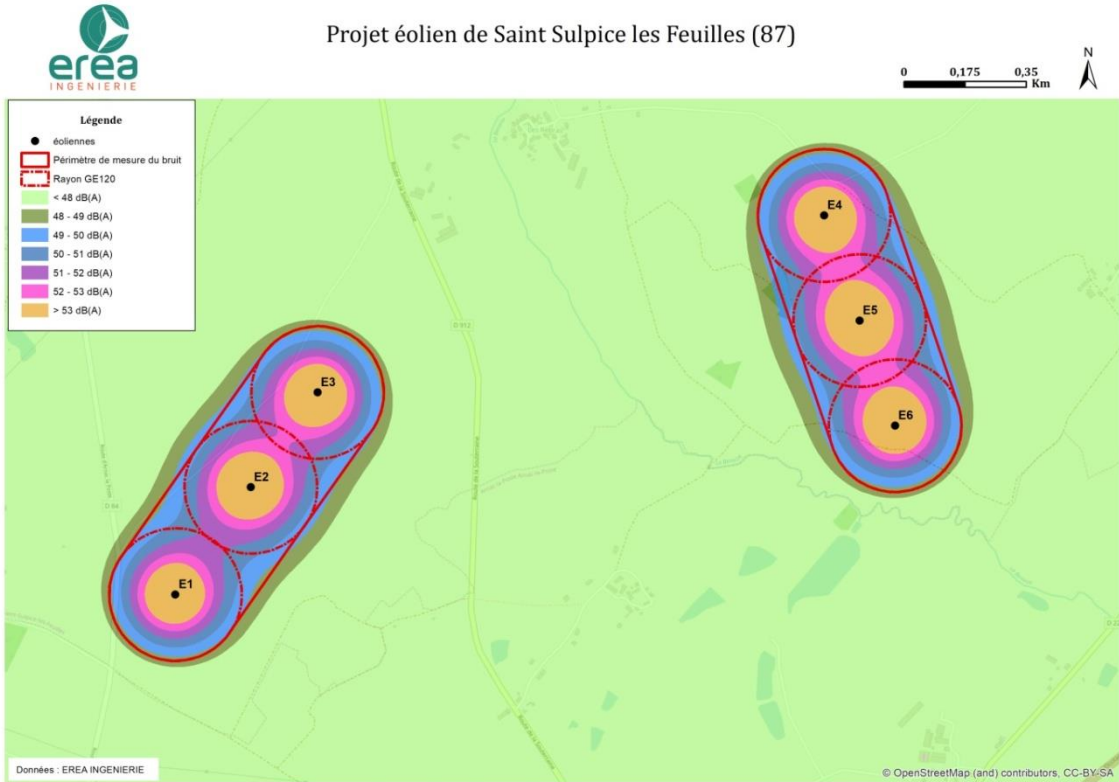 erea
INGENIERIE
Projet éolien de Saint Sulpice les Feuilles (87)
0 0,175 0,35
Km
N
Légende
éoliennes
Périmètre de mesure du bruit
Rayon GE120
< 48 dB(A)
48 - 49 dB(A)
49 - 50 dB(A)
50 - 51 dB(A)
51 - 52 dB(A)
52 - 53 dB(A)
> 53 dB(A)
E4
E5
D 912
E3
E6
E2
D 84
E1
Données : EREA INGENIERIE
© OpenStreetMap (and) contributors, CC-BY-SA